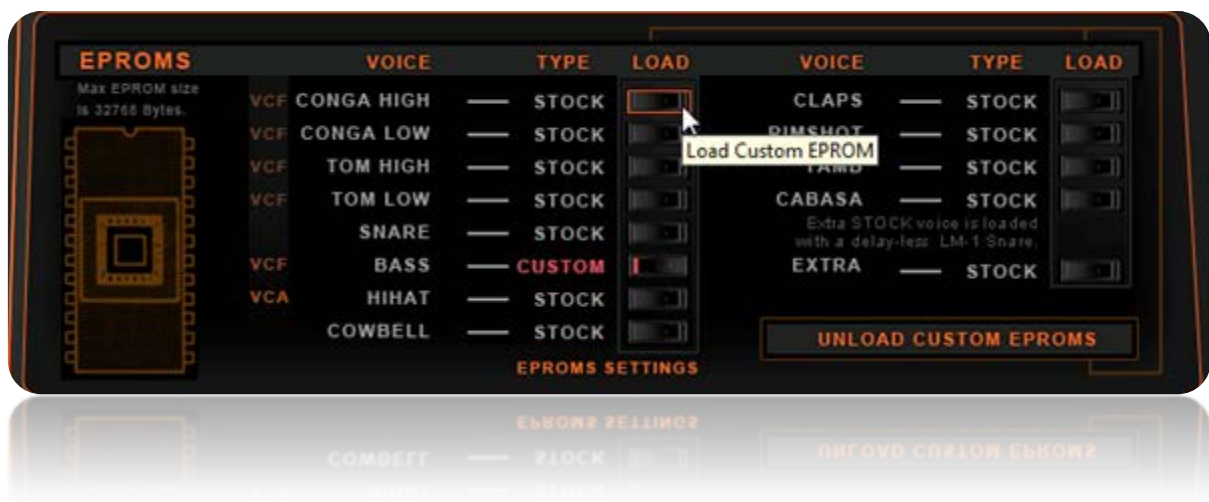 EPROMS VOICE TYPE LOAD VOICE TYPE LOAD
Max EPROM size
is 32768 Bytes.
VCF CONGA HIGH STOCK CLAPS STOCK
VCF CONGA LOW STOCK RIMSHOT
Load Custom EPROM
VCF TOM HIGH STOCK TAMB STOCK
VCF TOM LOW STOCK CABASA STOCK
Extra STOCK voice is loaded
with a delay-less LM-1 Snare.
SNARE STOCK
VCF BASS CUSTOM EXTRA STOCK
VCA HIHAT STOCK
COWBELL STOCK
UNLOAD CUSTOM EPROMS
EPROMS SETTINGS